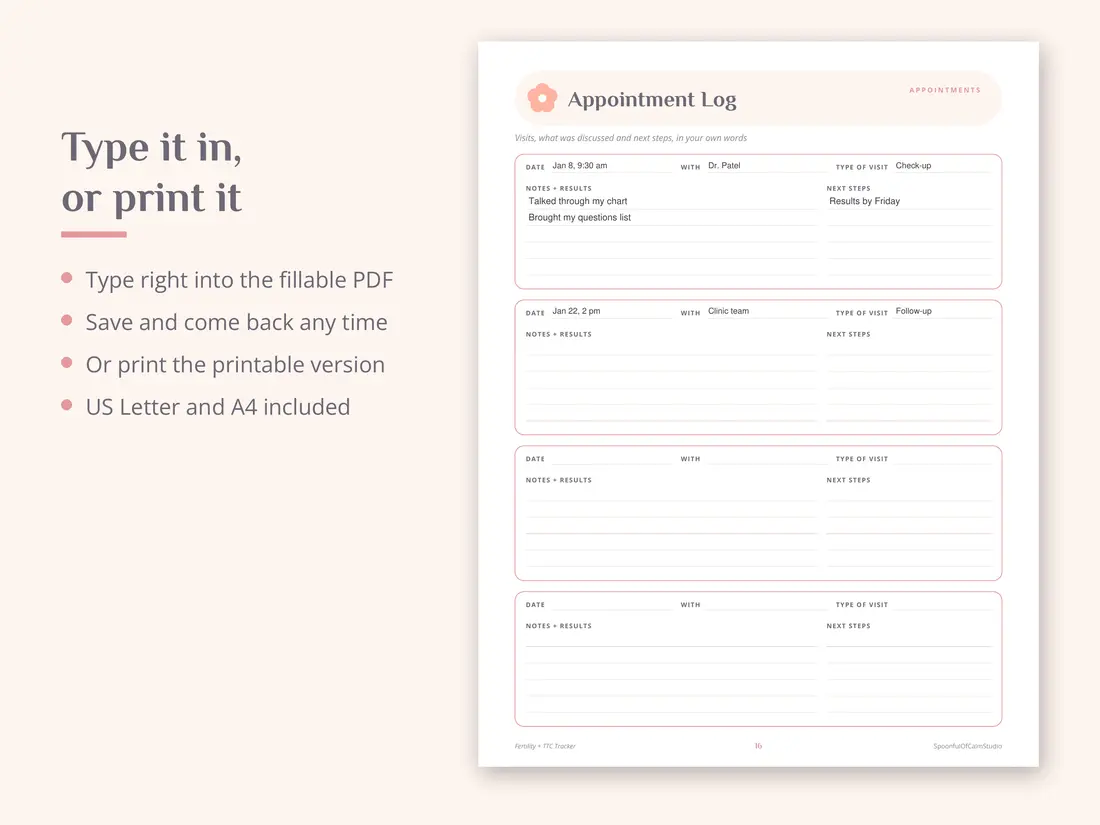 Type it in,
or print it
Type right into the fillable PDF
Save and come back any time
Or print the printable version
US Letter and A4 included
Appointment Log
APPOINTMENTS
Visits, what was discussed and next steps, in your own words
DATE Jan 8, 9:30 am WITH Dr. Patel TYPE OF VISIT Check-up
NOTES + RESULTS NEXT STEPS
Talked through my chart Results by Friday
Brought my questions list
DATE Jan 22, 2 pm WITH Clinic team TYPE OF VISIT Follow-up
NOTES + RESULTS NEXT STEPS
DATE WITH TYPE OF VISIT
NOTES + RESULTS NEXT STEPS
DATE WITH TYPE OF VISIT
NOTES + RESULTS NEXT STEPS
Fertility + TTC Tracker 16 SpoonfulOfCalmStudio